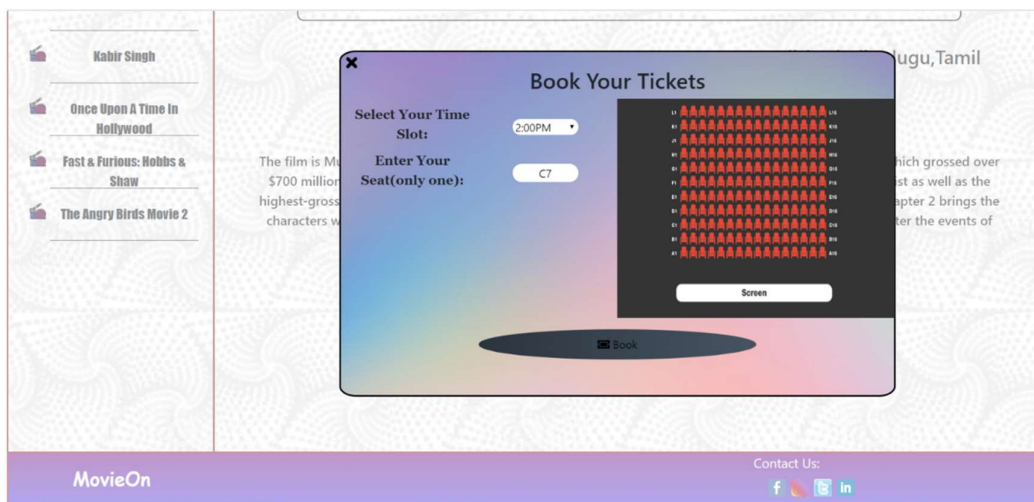 Kabir Singh
Once Upon A Time In
Hollywood
Fast & Furious: Hobbs &
Shaw
The Angry Birds Movie 2
lugu,Tamil
The film is Mu
$700 million
highest-gross
characters w
hich grossed over
ist as well as the
apter 2 brings the
ter the events of
Book Your Tickets
Select Your Time
Slot:
2:00PM
Enter Your
Seat(only one):
C7
Screen
Book
MovieOn
Contact Us: